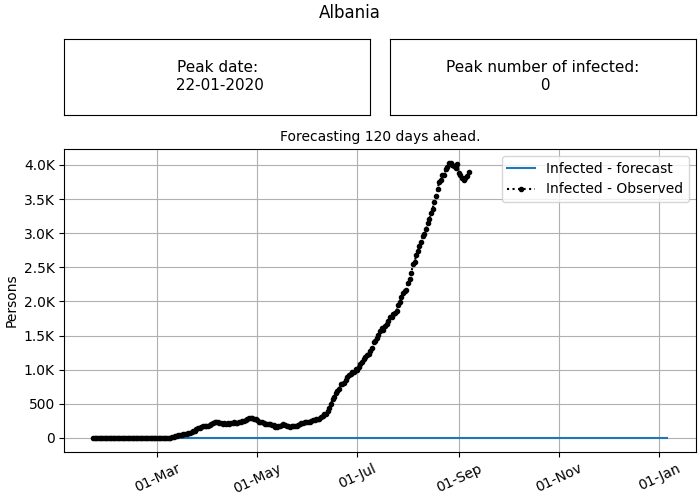 Albania
Peak date:
22-01-2020
Peak number of infected:
0
Forecasting 120 days ahead.
Infected - forecast
Infected - Observed
Persons
4.0K
3.5K
3.0K
2.5K
2.0K
1.5K
1.0K
500
0
01-Mar
01-May
01-Jul
01-Sep
01-Nov
01-Jan